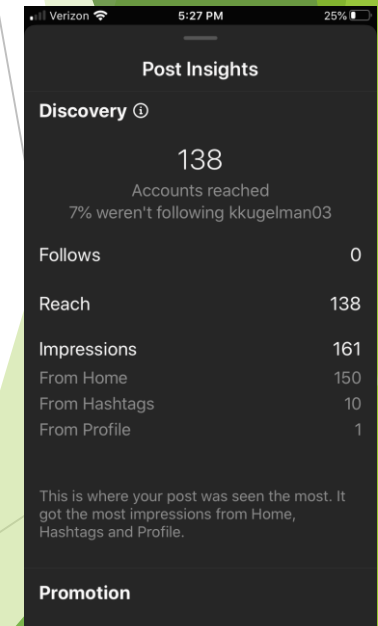 Verizon 5:27 PM 25%
Post Insights
Discovery
138
Accounts reached
7% weren't following kkugelman03
Follows 0
Reach 138
Impressions 161
From Home 150
From Hashtags 10
From Profile 1
This is where your post was seen the most. It
got the most impressions from Home,
Hashtags and Profile.
Promotion